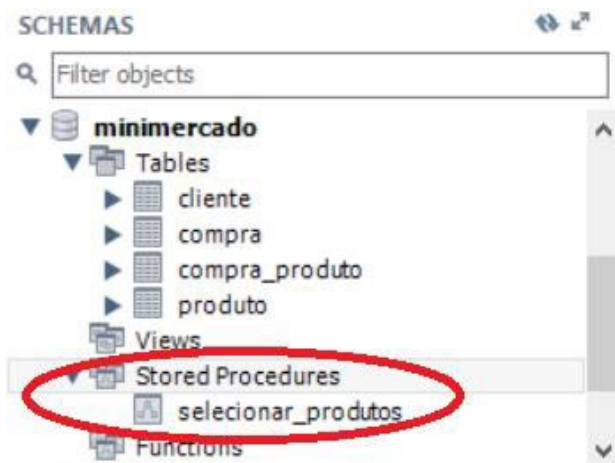 SCHEMAS
Filter objects
minimercado
Tables
cliente
compra
compra_produto
produto
Views
Stored Procedures
selecionar_produtos
Functions